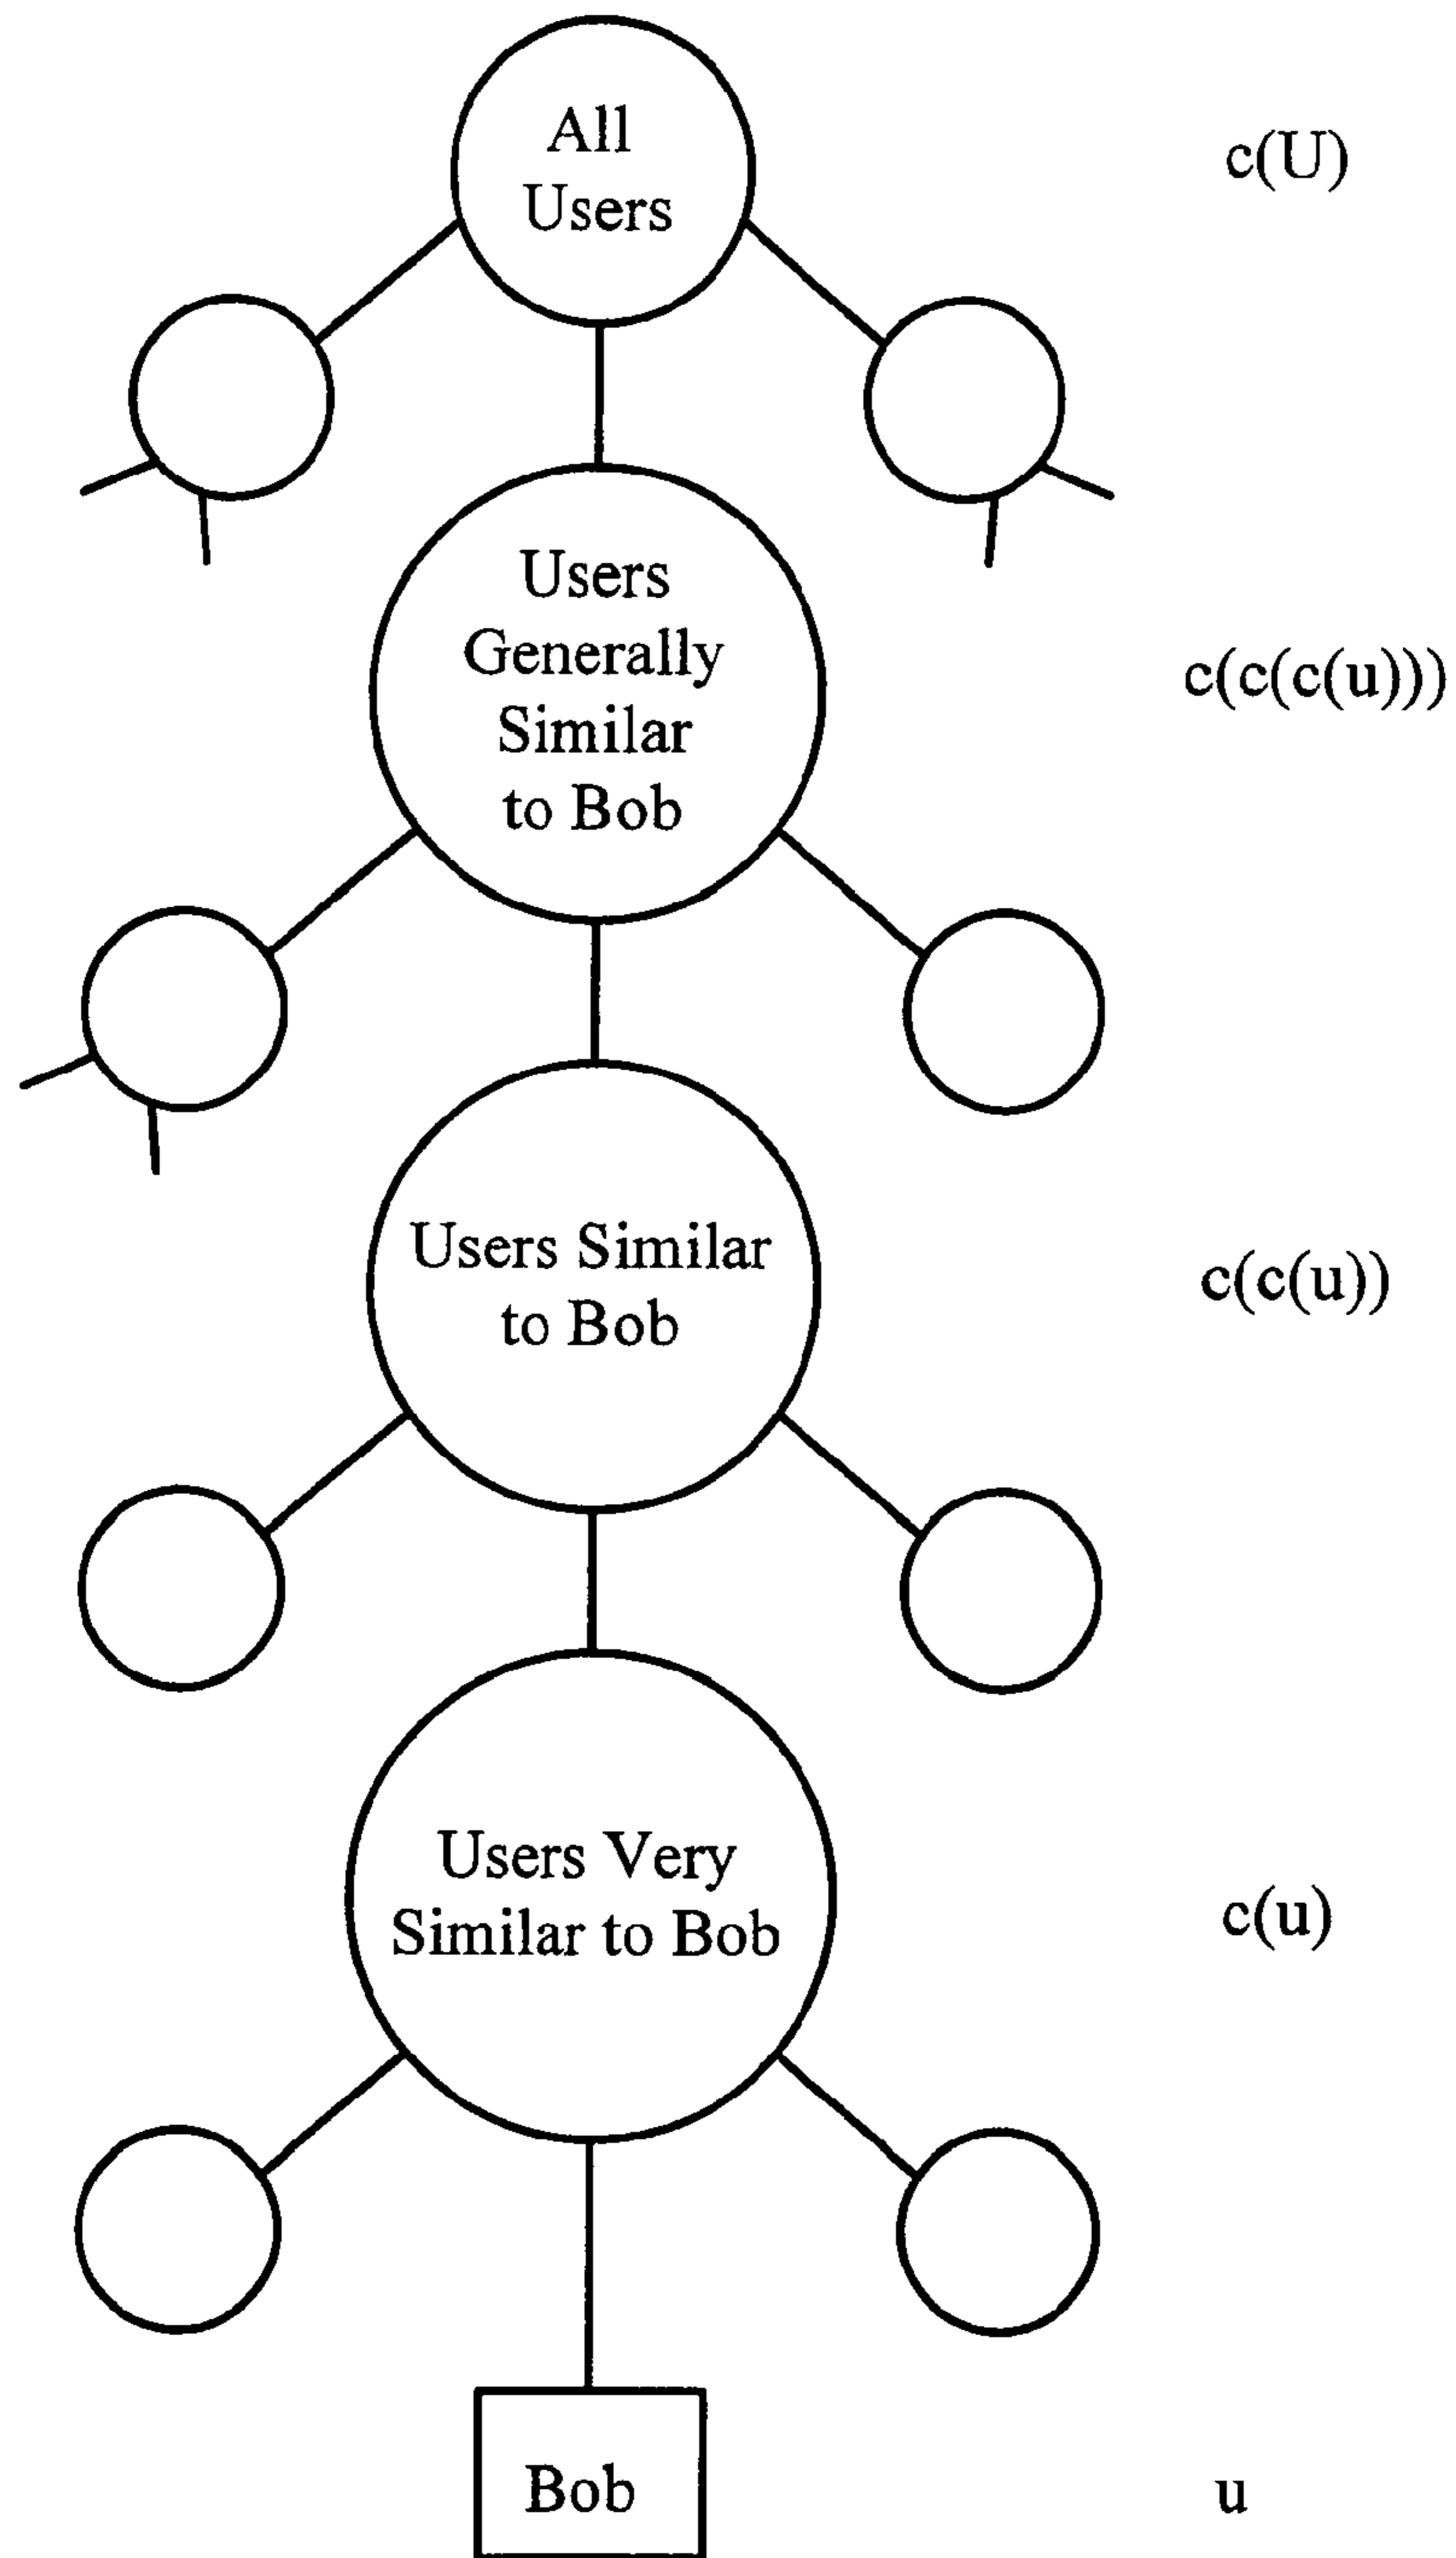 All
Users
c(U)
Users
Generally
Similar
to Bob
c(c(c(u)))
Users Similar
to Bob
c(c(u))
Users Very
Similar to Bob
c(u)
Bob
u